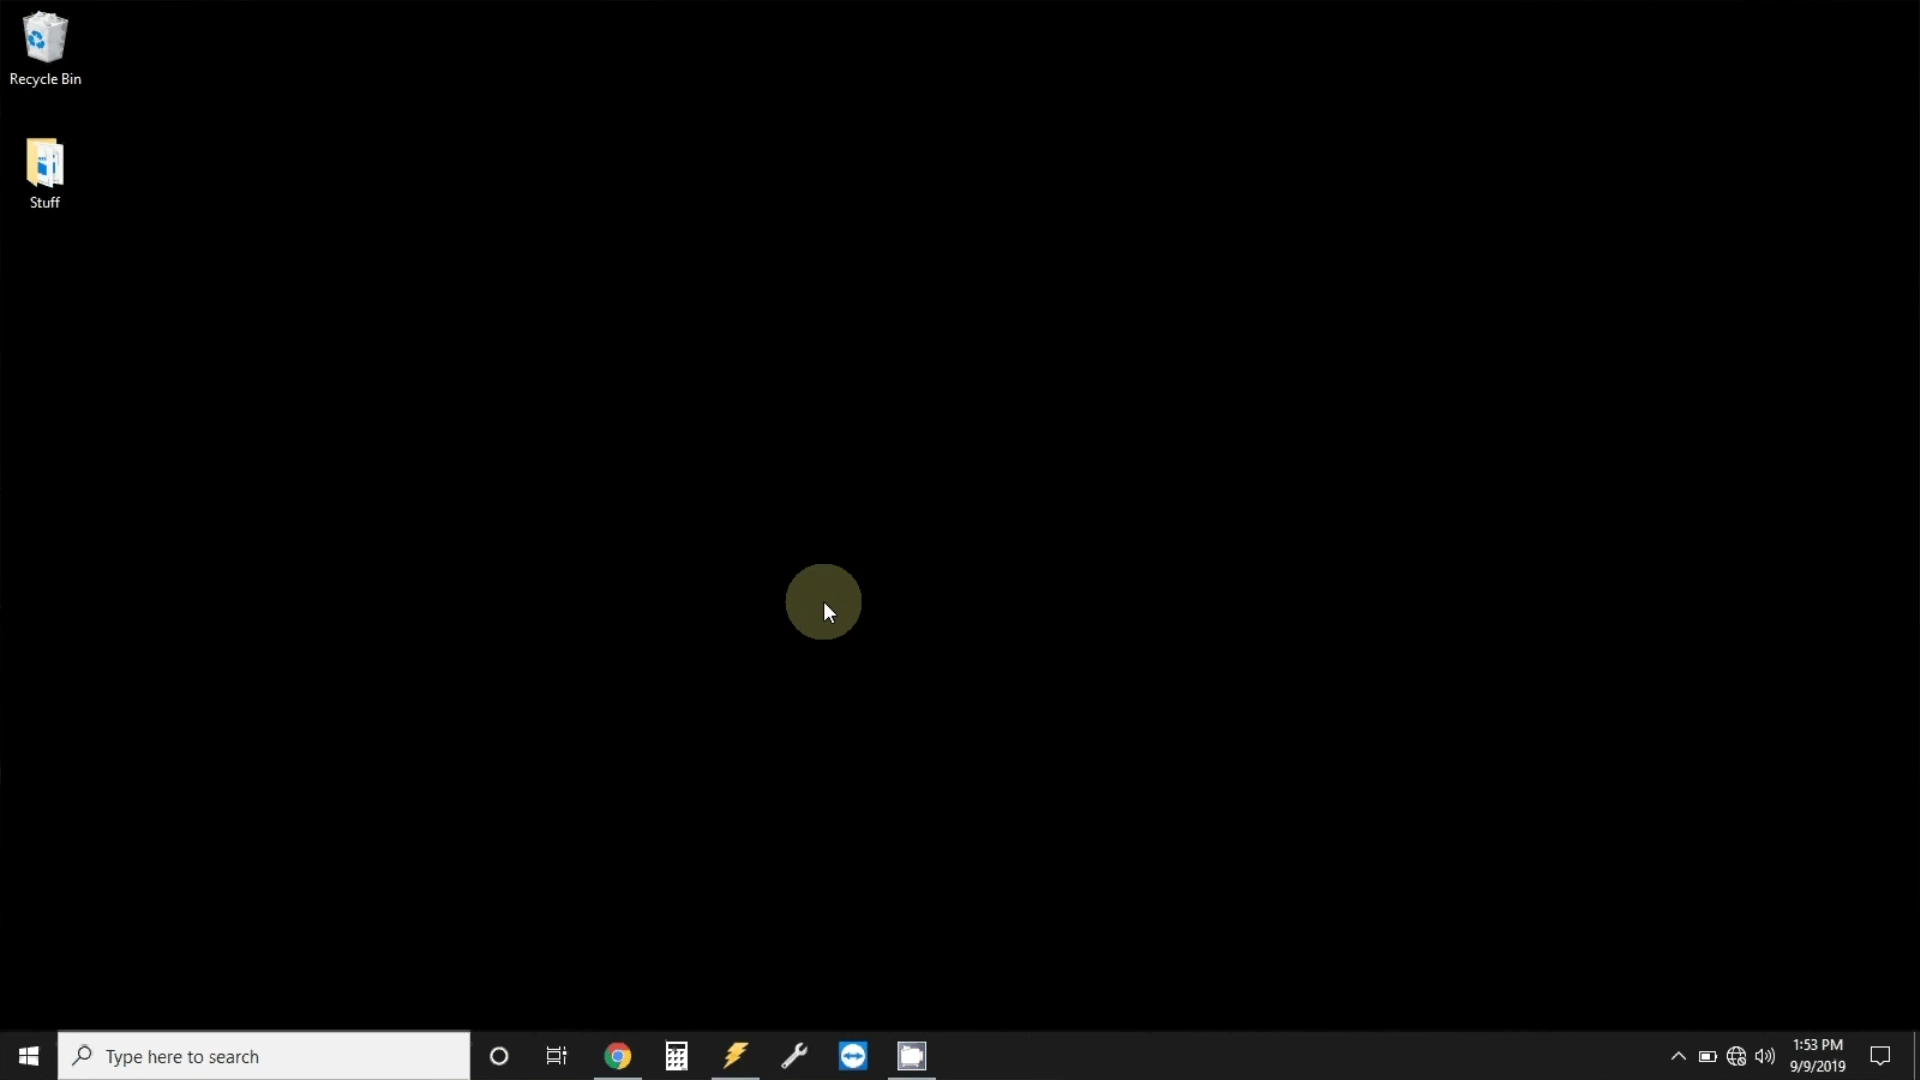 Recycle Bin
Stuff
Type here to search
1:53 PM
9/9/2019